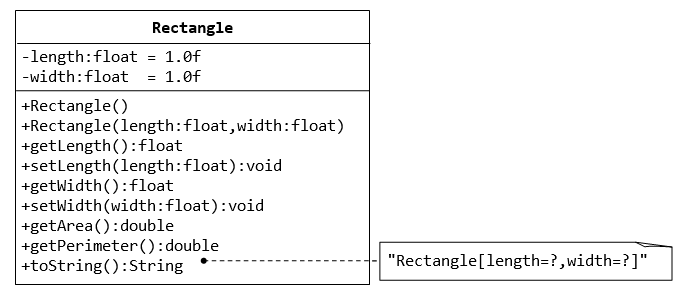 Rectangle
-length:float = 1.0f
-width:float  = 1.0f
+Rectangle()
+Rectangle(length:float,width:float)
+getLength():float
+setLength(length:float):void
+getWidth():float
+setWidth(width:float):void
+getArea():double
+getPerimeter():double
+toString():String
"Rectangle[length=?,width=?]"